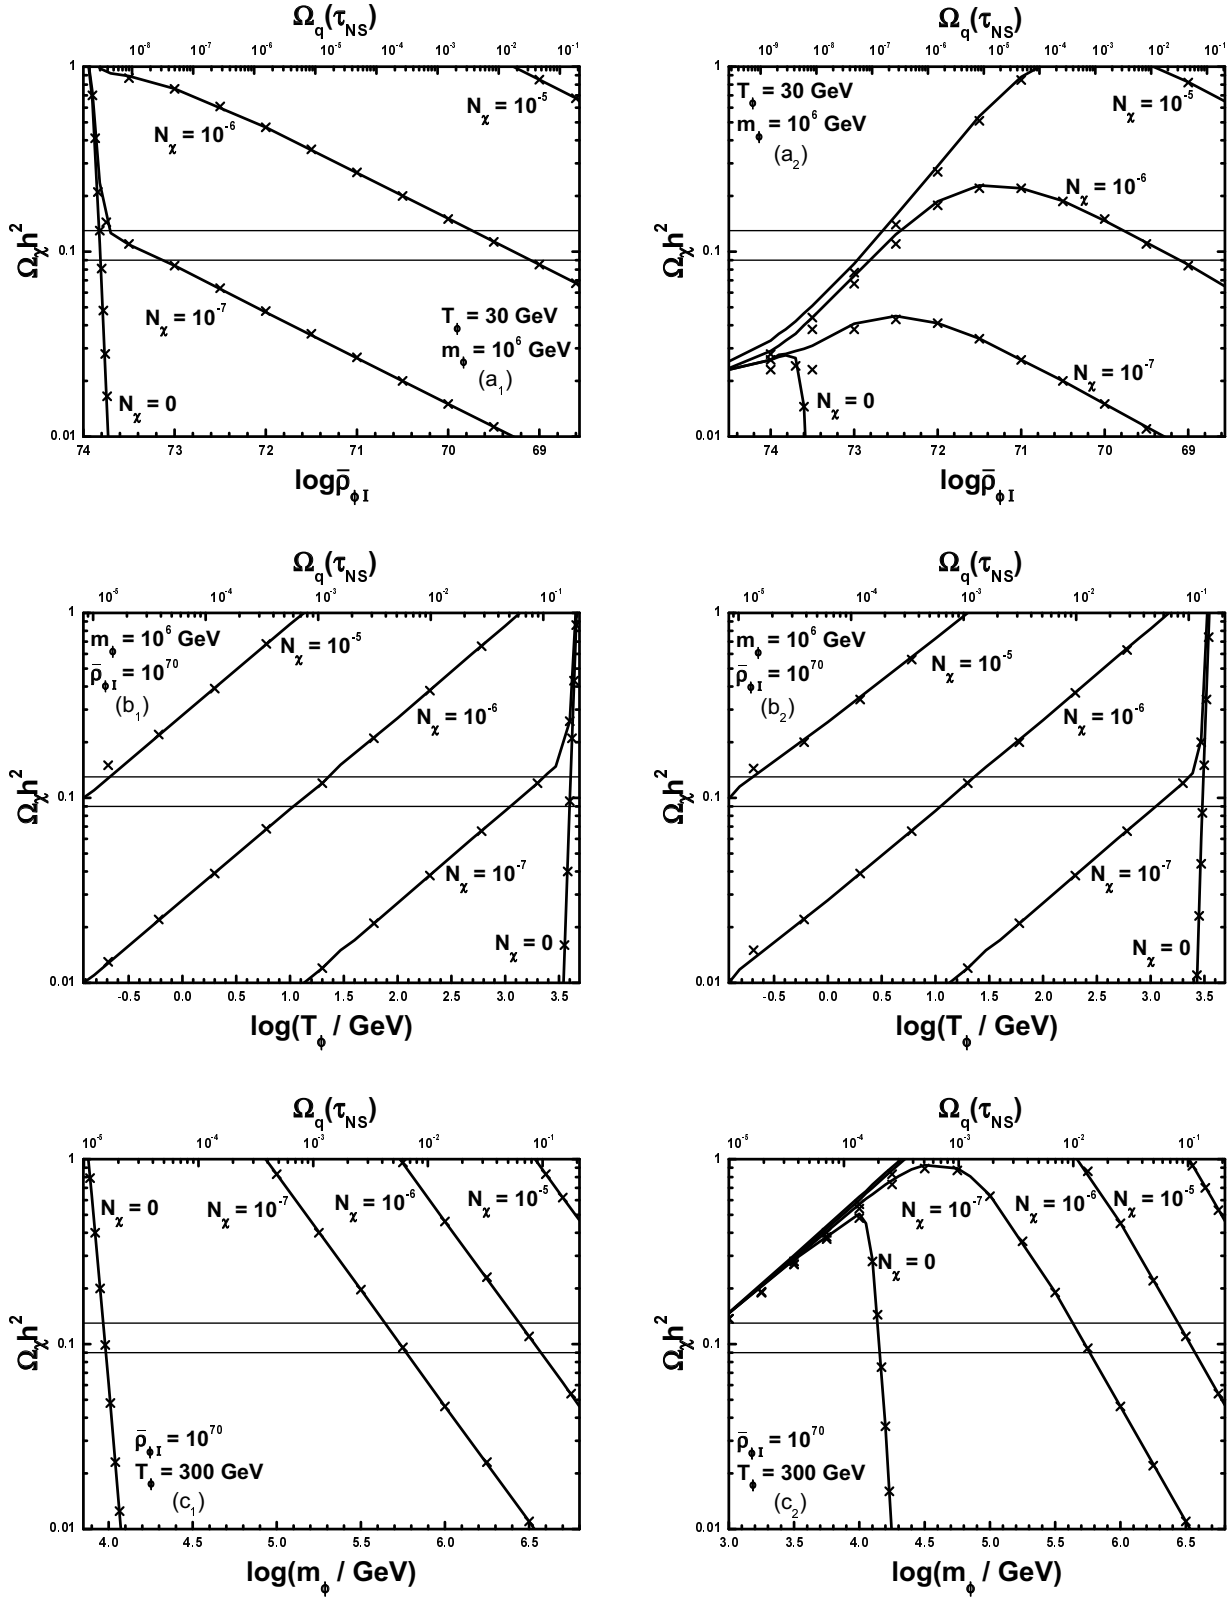 Ω_q(τ_NS)
10^-8 10^-7 10^-6 10^-5 10^-4 10^-3 10^-2 10^-1
1
0.1
0.01
Ω_χh^2
N_χ = 10^-5
N_χ = 10^-6
N_χ = 10^-7
N_χ = 0
T_ϕ = 30 GeV
m_ϕ = 10^6 GeV
(a_1)
74 73 72 71 70 69
logρ̄_ϕI
Ω_q(τ_NS)
10^-9 10^-8 10^-7 10^-6 10^-5 10^-4 10^-3 10^-2 10^-1
1
0.1
0.01
Ω_χh^2
T_ϕ = 30 GeV
m_ϕ = 10^6 GeV
(a_2)
N_χ = 10^-5
N_χ = 10^-6
N_χ = 10^-7
N_χ = 0
74 73 72 71 70 69
logρ̄_ϕI
Ω_q(τ_NS)
10^-5 10^-4 10^-3 10^-2 10^-1
1
0.1
0.01
Ω_χh^2
m_ϕ = 10^6 GeV
ρ̄_ϕI = 10^70
(b_1)
N_χ = 10^-5
N_χ = 10^-6
N_χ = 10^-7
N_χ = 0
-0.5 0.0 0.5 1.0 1.5 2.0 2.5 3.0 3.5
log(T_ϕ / GeV)
Ω_q(τ_NS)
10^-5 10^-4 10^-3 10^-2 10^-1
1
0.1
0.01
Ω_χh^2
m_ϕ = 10^6 GeV
ρ̄_ϕI = 10^70
(b_2)
N_χ = 10^-5
N_χ = 10^-6
N_χ = 10^-7
N_χ = 0
-0.5 0.0 0.5 1.0 1.5 2.0 2.5 3.0 3.5
log(T_ϕ / GeV)
Ω_q(τ_NS)
10^-5 10^-4 10^-3 10^-2 10^-1
1
0.1
0.01
Ω_χh^2
N_χ = 0
N_χ = 10^-7
N_χ = 10^-6
N_χ = 10^-5
ρ̄_ϕI = 10^70
T_ϕ = 300 GeV
(c_1)
4.0 4.5 5.0 5.5 6.0 6.5
log(m_ϕ / GeV)
Ω_q(τ_NS)
10^-5 10^-4 10^-3 10^-2 10^-1
1
0.1
0.01
Ω_χh^2
N_χ = 10^-7
N_χ = 10^-6
N_χ = 10^-5
N_χ = 0
ρ̄_ϕI = 10^70
T_ϕ = 300 GeV
(c_2)
3.0 3.5 4.0 4.5 5.0 5.5 6.0 6.5
log(m_ϕ / GeV)